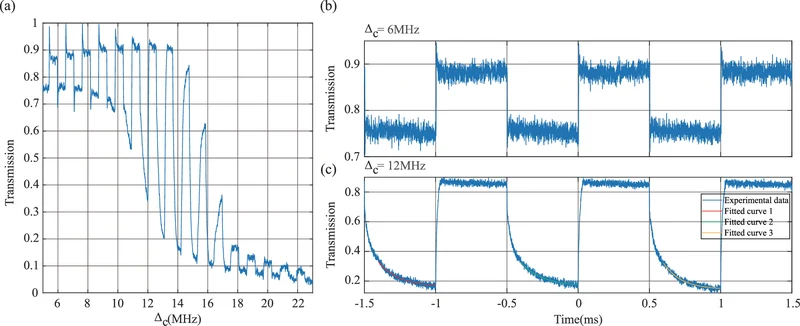 (a)
Transmission
1
0.9
0.8
0.7
0.6
0.5
0.4
0.3
0.2
0.1
0
6 8 10 12 14 16 18 20 22
Δc(MHz)
(b)
Δc= 6MHz
Transmission
0.9
0.8
0.7
(c)
Δc= 12MHz
Transmission
0.8
0.6
0.4
0.2
Experimental data
Fitted curve 1
Fitted curve 2
Fitted curve 3
-1.5 -1 -0.5 0 0.5 1 1.5
Time(ms)